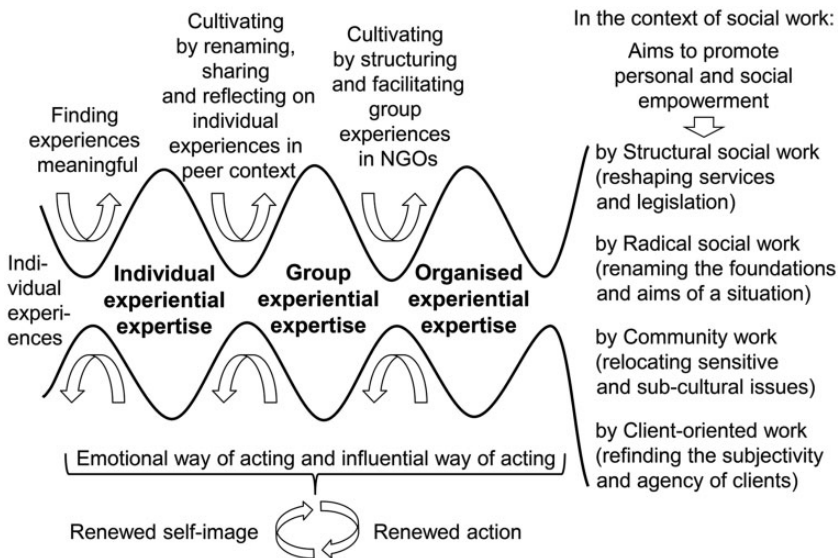 Finding
experiences
meaningful
Cultivating
by renaming,
sharing
and reflecting on
individual
experiences in
peer context
Cultivating
by structuring
and facilitating
group
experiences
in NGOs
In the context of social work:
Aims to promote
personal and social
empowerment
by Structural social work
(reshaping services
and legislation)
by Radical social work
(renaming the foundations
and aims of a situation)
by Community work
(relocating sensitive
and sub-cultural issues)
by Client-oriented work
(refinding the subjectivity
and agency of clients)
Indi-
vidual
experi-
ences
Individual
experiential
expertise
Group
experiential
expertise
Organised
experiential
expertise
Emotional way of acting and influential way of acting
Renewed self-image
Renewed action